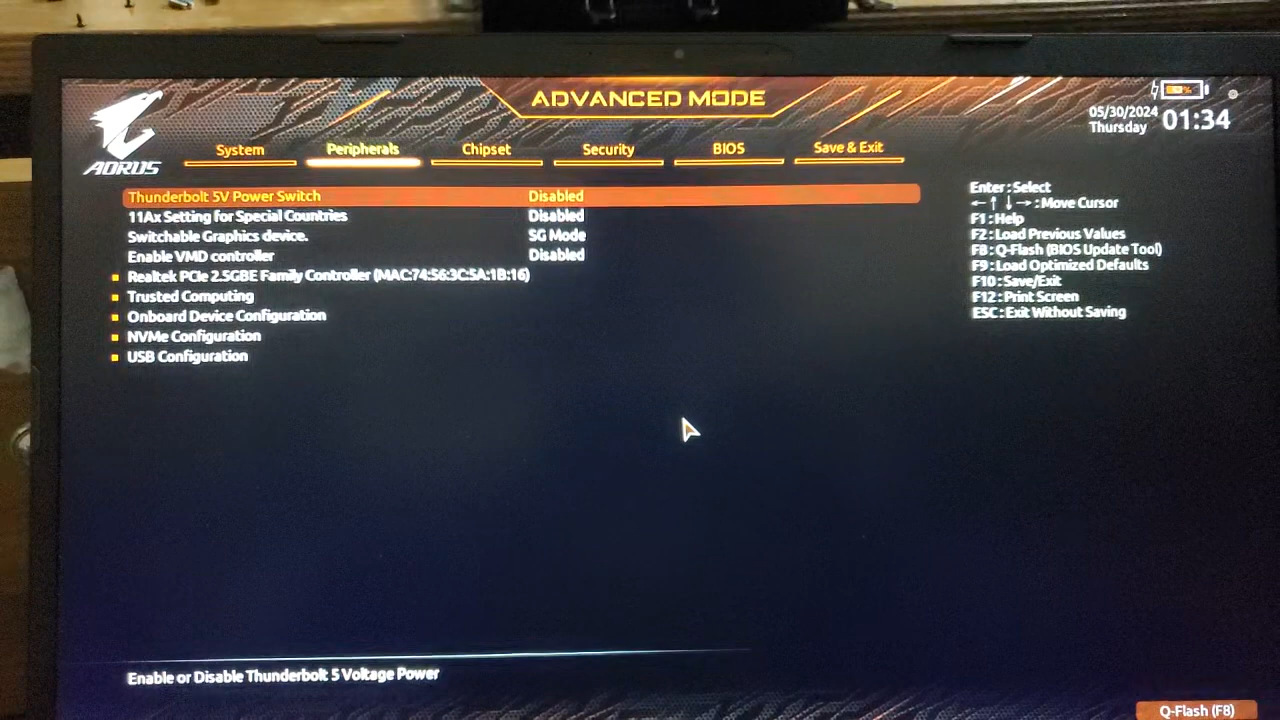 ADVANCED MODE
AORUS
05/30/2024
Thursday
01:34
System Peripherals Chipset Security BIOS Save & Exit
Thunderbolt 5V Power Switch Disabled
11Ax Setting for Special Countries Disabled
Switchable Graphics device. SG Mode
Enable VMD controller Disabled
Realtek PCIe 2.5GBE Family Controller (MAC:74:56:3C:5A:1B:16)
Trusted Computing
Onboard Device Configuration
NVMe Configuration
USB Configuration
Enter : Select
←↑↓→ : Move Cursor
F1 : Help
F2 : Load Previous Values
F8 : Q-Flash (BIOS Update Tool)
F9 : Load Optimized Defaults
F10 : Save/Exit
F12 : Print Screen
ESC : Exit Without Saving
Enable or Disable Thunderbolt 5 Voltage Power
Q-Flash (F8)